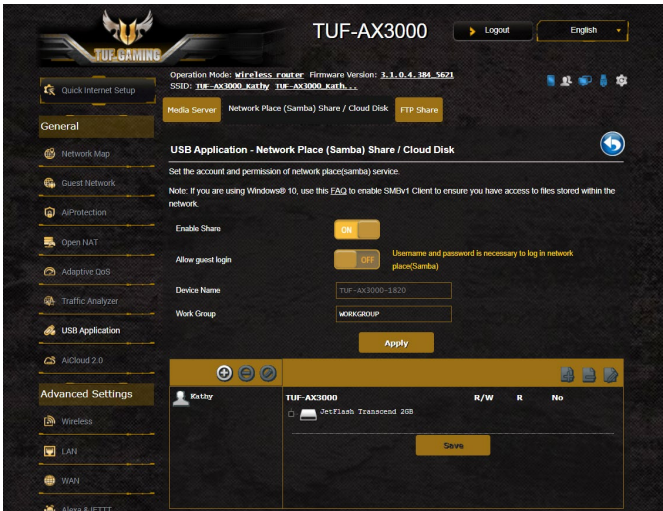 TUF GAMING
TUF-AX3000
Logout
English
Operation Mode: Wireless router Firmware Version: 3.1.0.4.384_5621
SSID: TUF-AX3000_Kathy TUF-AX3000_Kath...
Quick Internet Setup
Media Server
Network Place (Samba) Share / Cloud Disk
FTP Share
General
Network Map
Guest Network
AiProtection
Open NAT
Adaptive QoS
Traffic Analyzer
USB Application
AiCloud 2.0
Advanced Settings
Wireless
LAN
WAN
Alexa & IFTTT
USB Application - Network Place (Samba) Share / Cloud Disk
Set the account and permission of network place(samba) service.
Note: If you are using Windows® 10, use this FAQ to enable SMBv1 Client to ensure you have access to files stored within the
network.
Enable Share
ON
Allow guest login
OFF
Username and password is necessary to log in network
place(Samba)
Device Name
TUF-AX3000-1820
Work Group
WORKGROUP
Apply
Kathy
TUF-AX3000
R/W
R
No
JetFlash Transcend 2GB
Save